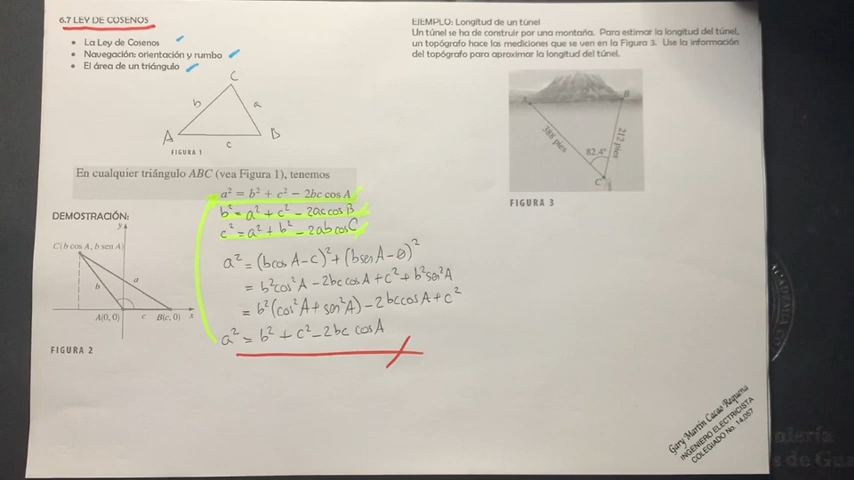 6.7 LEY DE COSENOS
• La Ley de Cosenos
• Navegación: orientación y rumbo
• El área de un triángulo
C
b
a
A
B
c
FIGURA 1
En cualquier triángulo ABC (vea Figura 1), tenemos
a² = b² + c² − 2bc cos A
b² = a² + c² − 2ac cos B
c² = a² + b² − 2ab cos C
DEMOSTRACIÓN:
y
C(b cos A, b sen A)
b
a
A(0, 0)
c
B(c, 0)
x
FIGURA 2
a² = (b cos A − c)² + (b sen A − 0)²
= b² cos² A − 2bc cos A + c² + b² sen² A
= b² (cos² A + sen² A) − 2bc cos A + c²
a² = b² + c² − 2bc cos A
EJEMPLO: Longitud de un túnel
Un túnel se ha de construir por una montaña. Para estimar la longitud del túnel,
un topógrafo hace las mediciones que se ven en la Figura 3. Use la información
del topógrafo para aproximar la longitud del túnel.
A
B
388 pies
212 pies
82.4°
C
FIGURA 3
Gary Martín Cacao Requena
INGENIERO ELECTRICISTA
COLEGIADO No. 14,057